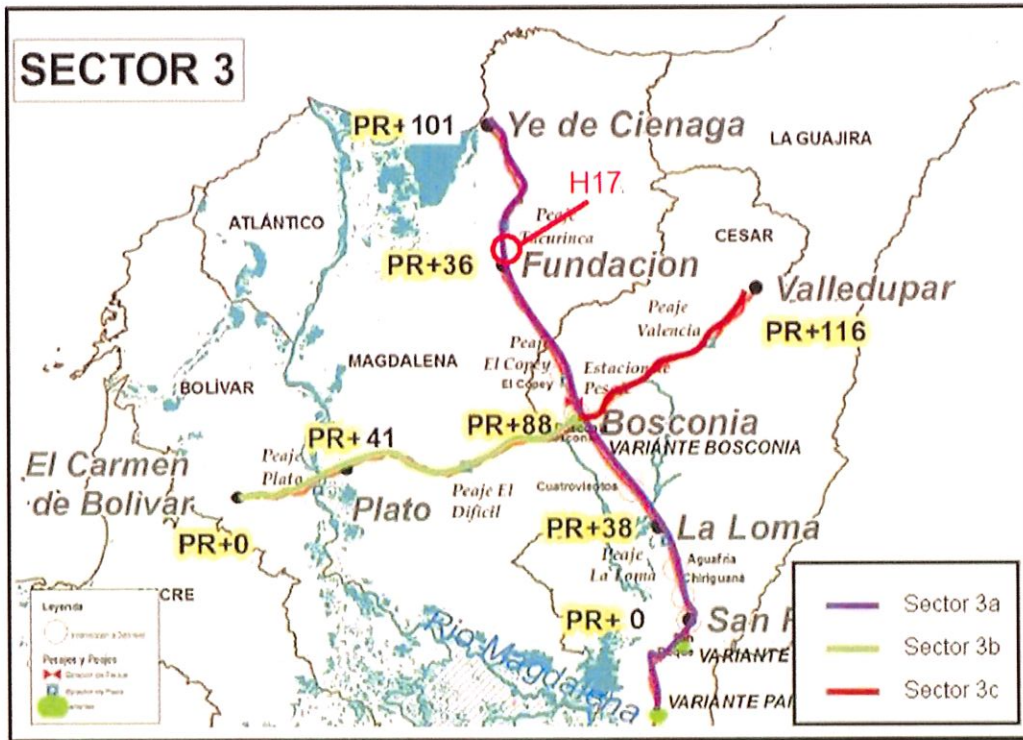 SECTOR 3
PR+ 101
Ye de Cienaga
LA GUAJIRA
H17
ATLÁNTICO
Peaje
Tucurinca
CESAR
PR+36
Fundacion
Valledupar
PR+116
Peaje
Valencia
Peaje
El Copey
El Copey
MAGDALENA
Estacion de
Pesaje
BOLÍVAR
PR+88
Bosconia
VARIANTE BOSCONIA
PR+ 41
El Carmen
de Bolivar
Peaje
Plato
Plato
Peaje El
Dificil
Cuatrovientos
PR+38
La Loma
PR+0
Peaje
La Loma
Aguafria
Chiriguaná
CRE
PR+ 0
San
Rio Magdalena
VARIANTE
VARIANTE PAI
Leyenda
Pesajes y Peajes
Sector 3a
Sector 3b
Sector 3c